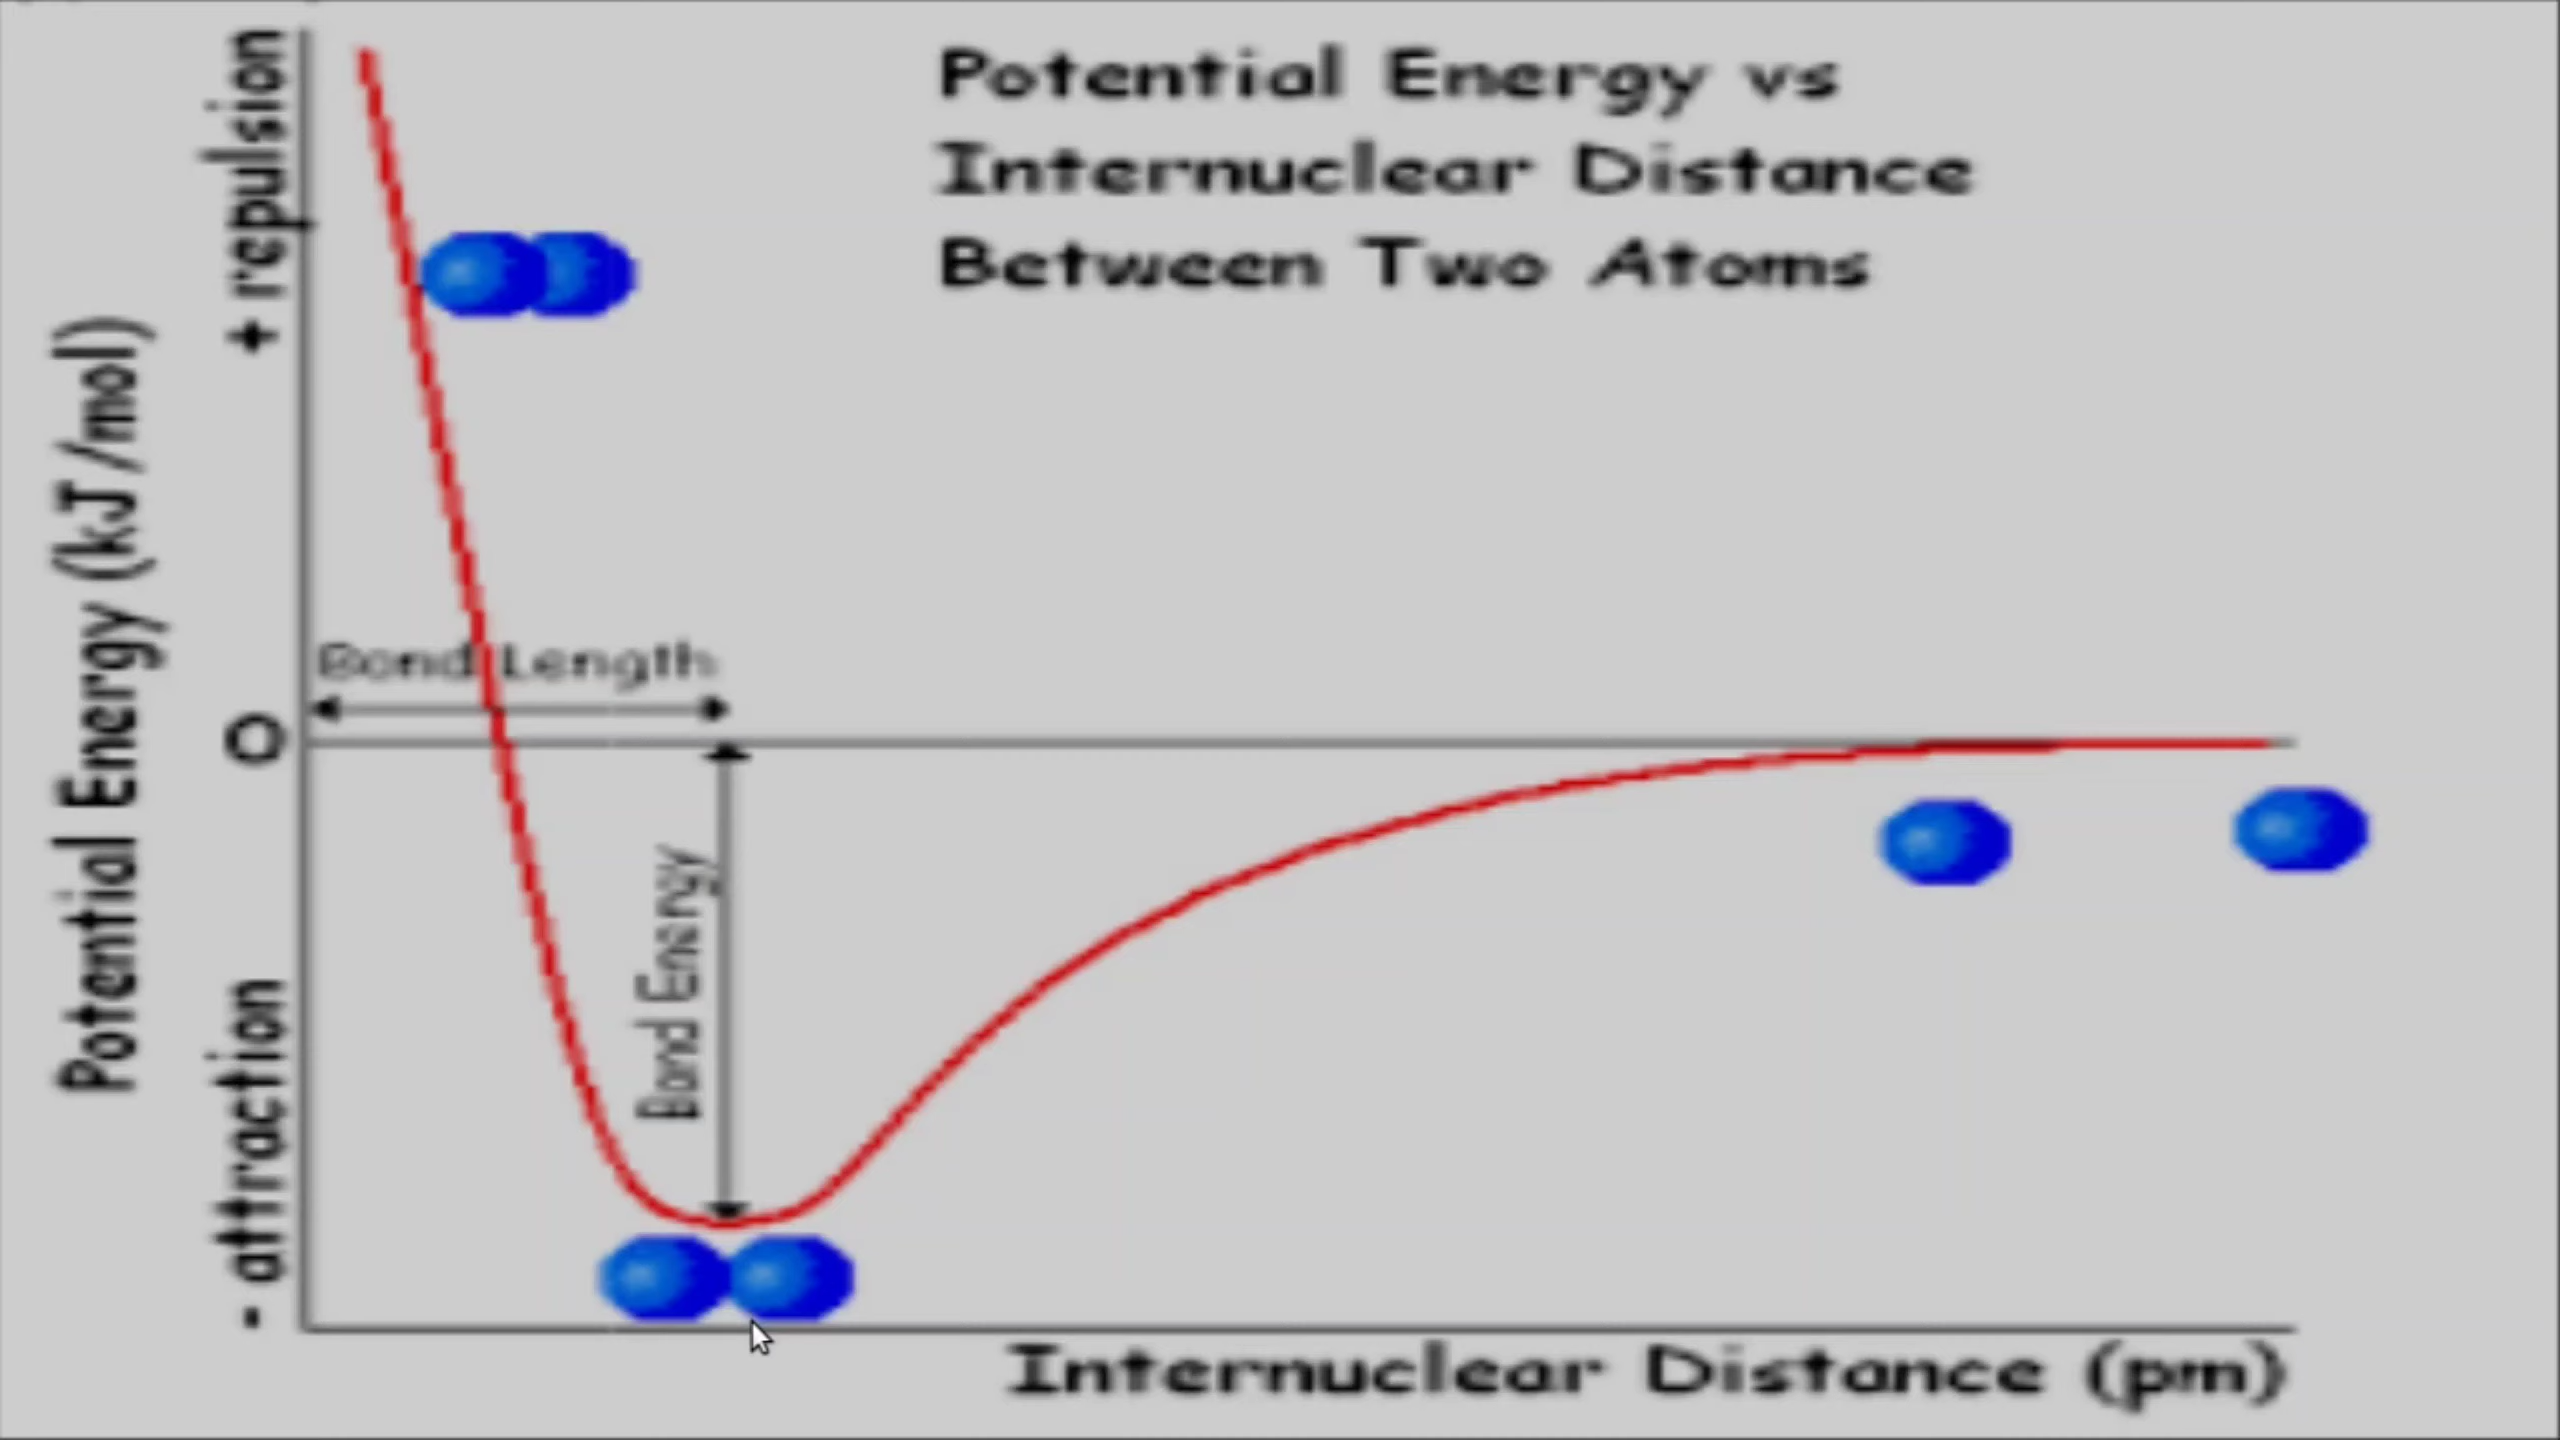 Potential Energy vs
Internuclear Distance
Between Two Atoms
Potential Energy (kJ/mol)
+ repulsion
Bond Length
0
Bond Energy
- attraction
Internuclear Distance (pm)